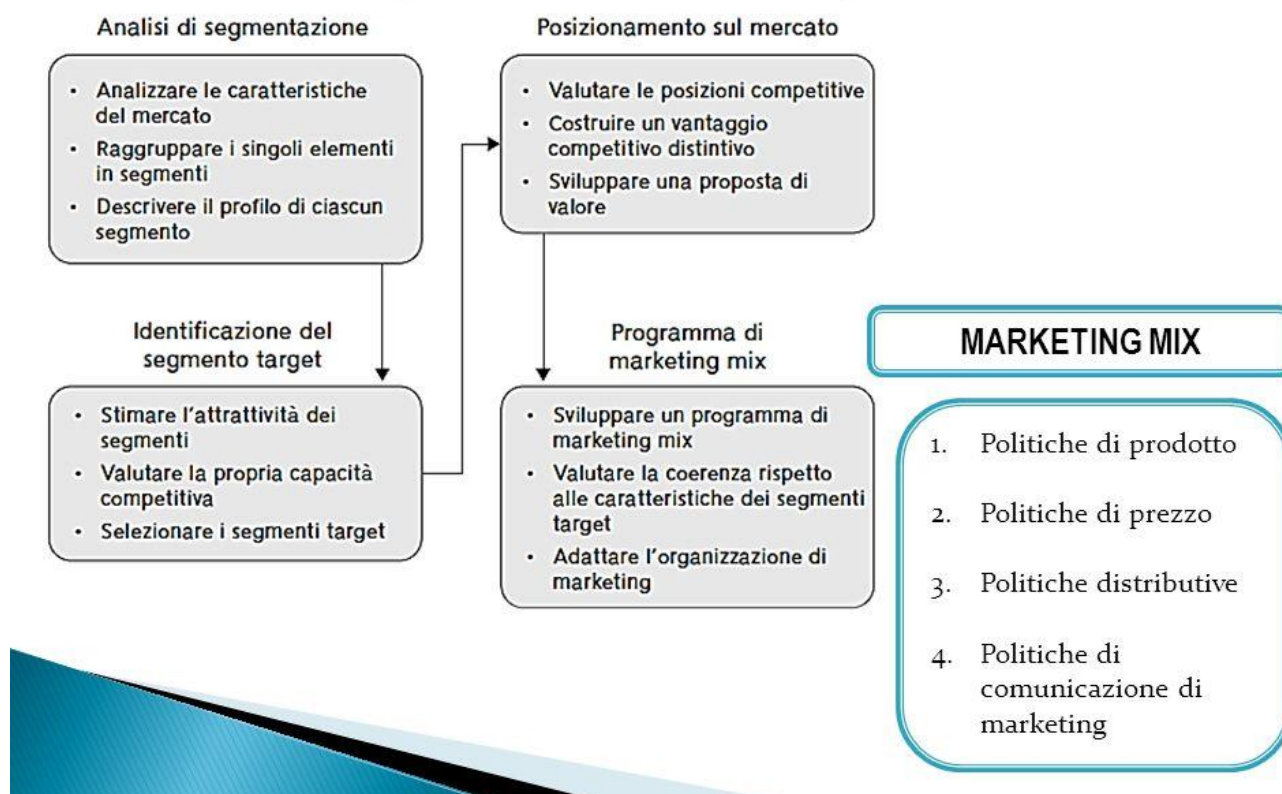 Analisi di segmentazione
• Analizzare le caratteristiche
del mercato
• Raggruppare i singoli elementi
in segmenti
• Descrivere il profilo di ciascun
segmento
Identificazione del
segmento target
• Stimare l'attrattività dei
segmenti
• Valutare la propria capacità
competitiva
• Selezionare i segmenti target
Posizionamento sul mercato
• Valutare le posizioni competitive
• Costruire un vantaggio
competitivo distintivo
• Sviluppare una proposta di
valore
Programma di
marketing mix
• Sviluppare un programma di
marketing mix
• Valutare la coerenza rispetto
alle caratteristiche dei segmenti
target
• Adattare l'organizzazione di
marketing
MARKETING MIX
1. Politiche di prodotto
2. Politiche di prezzo
3. Politiche distributive
4. Politiche di
comunicazione di
marketing